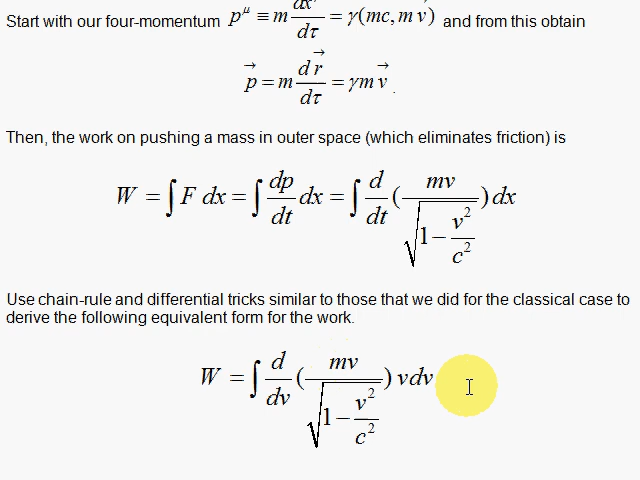 Start with our four-momentum p^μ ≡ m dx/dτ = γ(mc, m v⃗) and from this obtain
p⃗ = m dr⃗/dτ = γm v⃗ .
Then, the work on pushing a mass in outer space (which eliminates friction) is
W = ∫ F dx = ∫ dp/dt dx = ∫ d/dt (mv/√(1−v²/c²)) dx
Use chain-rule and differential tricks similar to those that we did for the classical case to
derive the following equivalent form for the work.
W = ∫ d/dv (mv/√(1−v²/c²)) vdv